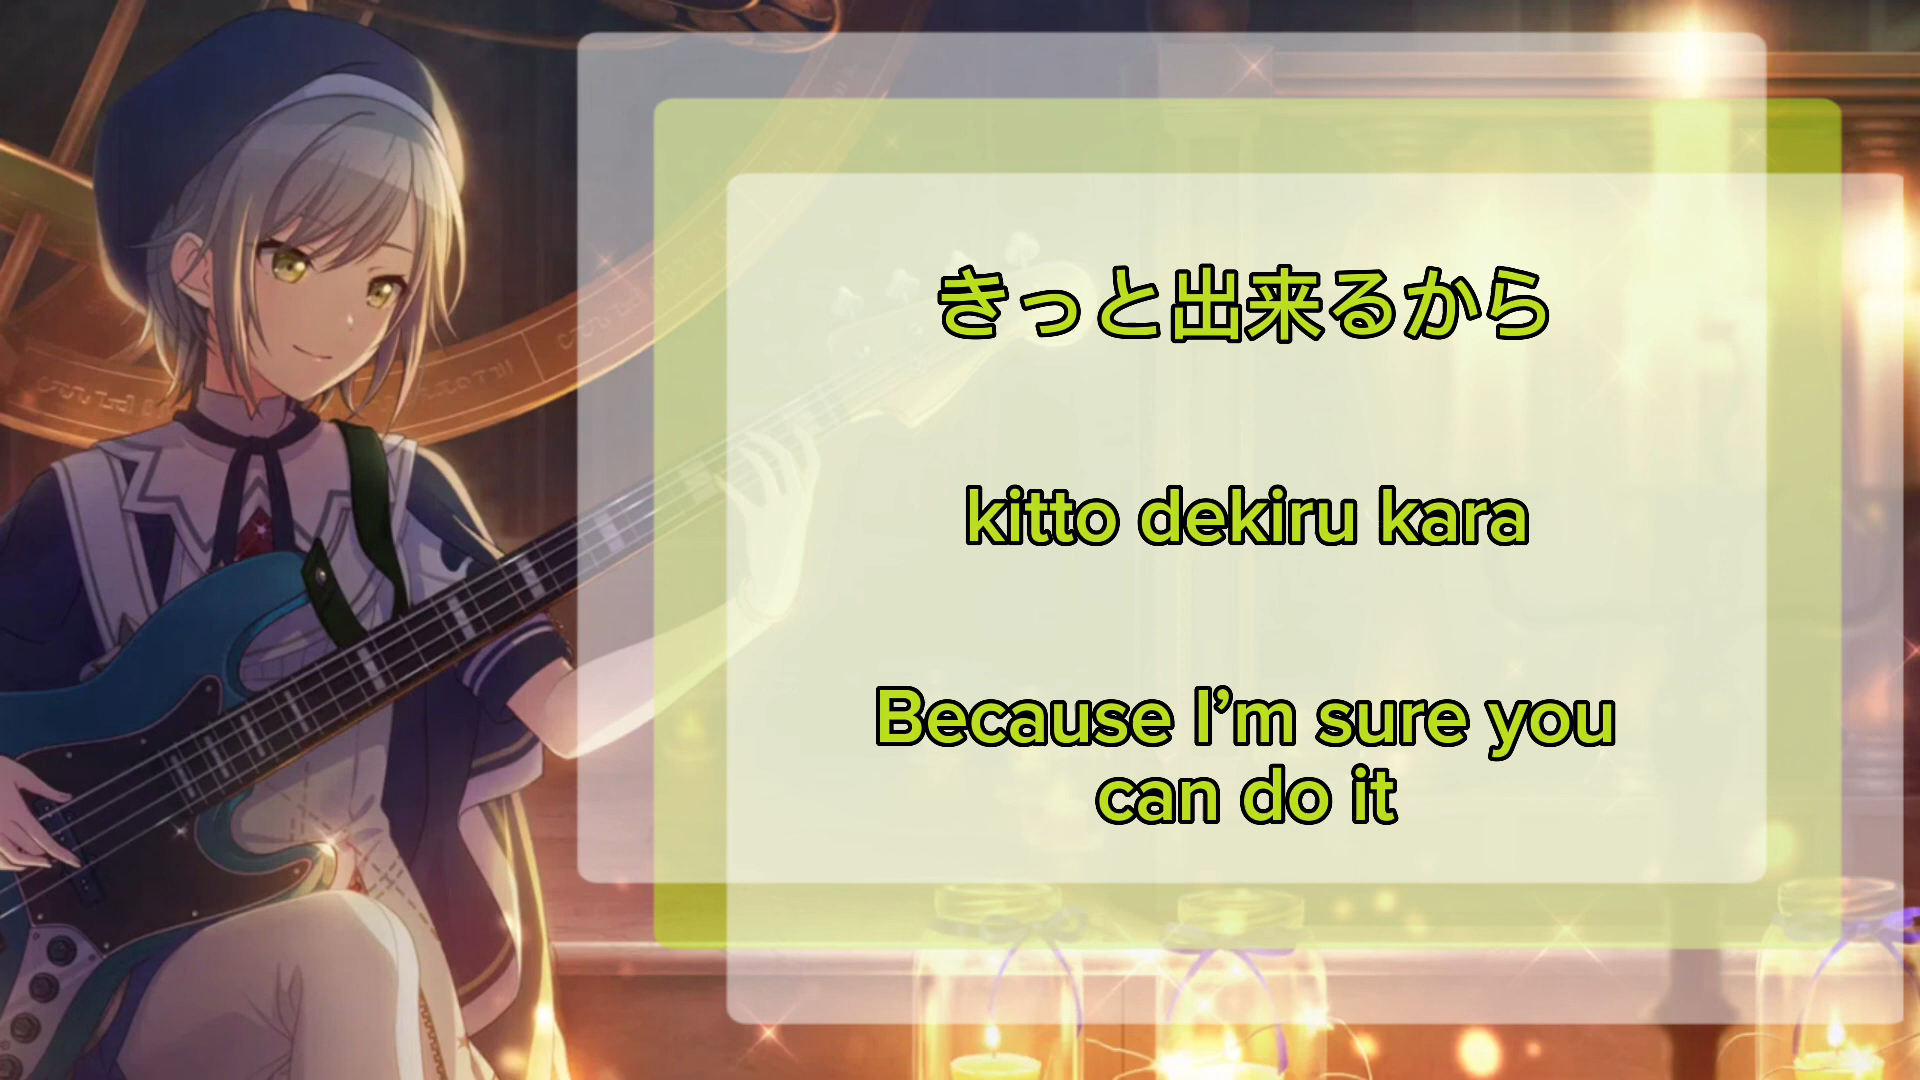 きっと出来るから
kitto dekiru kara
Because I’m sure you
can do it